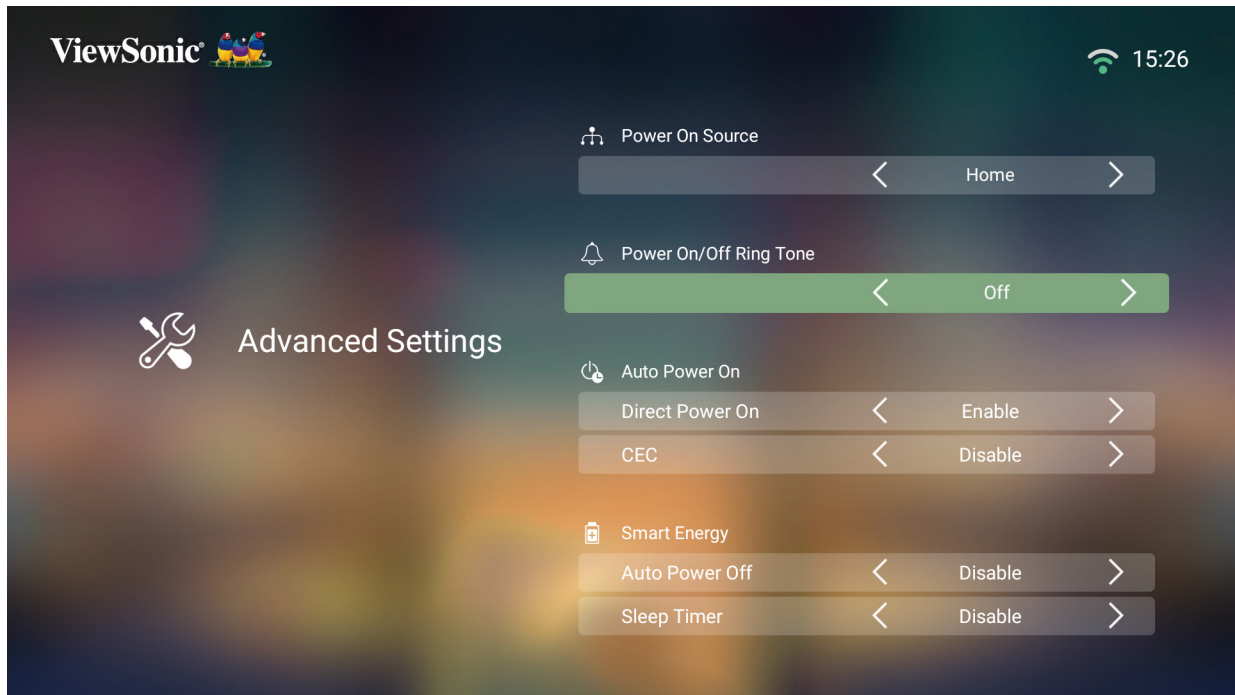 ViewSonic®
15:26
Power On Source
Home
Power On/Off Ring Tone
Off
Advanced Settings
Auto Power On
Direct Power On Enable
CEC Disable
Smart Energy
Auto Power Off Disable
Sleep Timer Disable